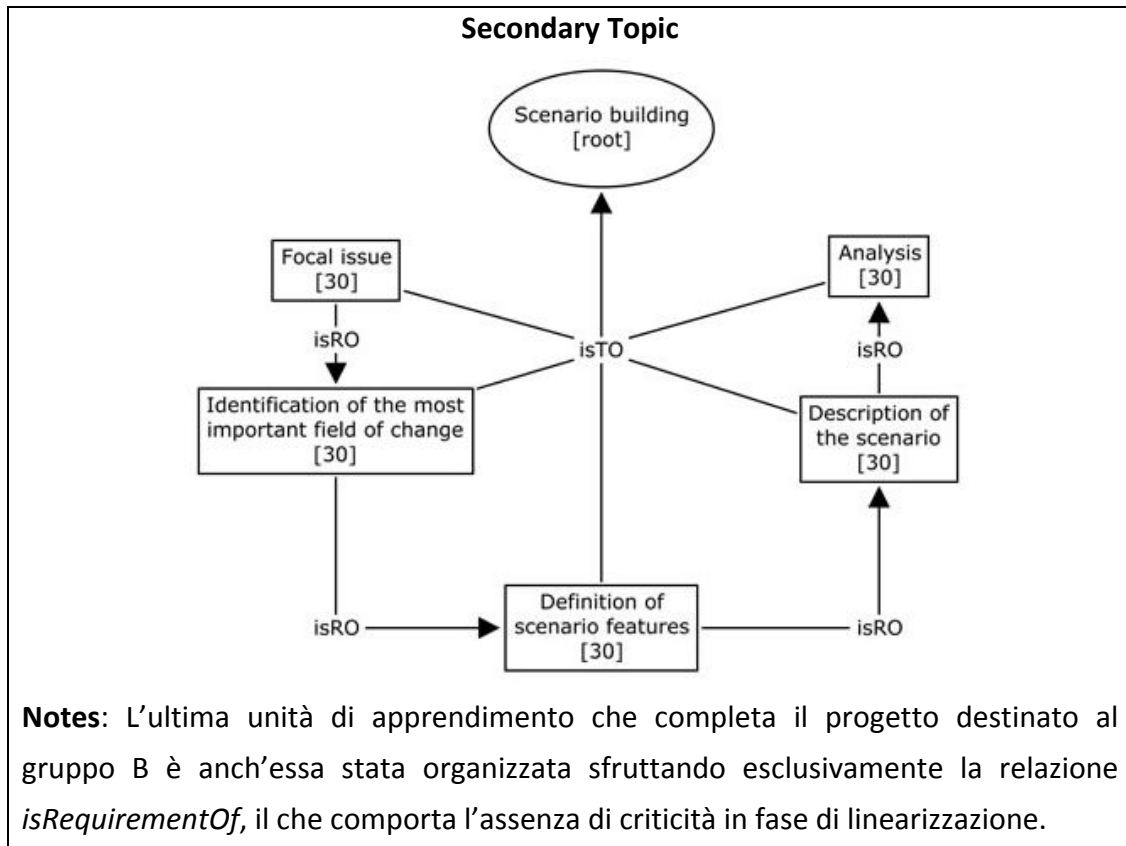 Secondary Topic
Scenario building
[root]
Focal issue
[30]
Analysis
[30]
isRO
isTO
isRO
Identification of the most
important field of change
[30]
Description of
the scenario
[30]
Definition of
scenario features
[30]
isRO
isRO
Notes: L’ultima unità di apprendimento che completa il progetto destinato al
gruppo B è anch’essa stata organizzata sfruttando esclusivamente la relazione
isRequirementOf, il che comporta l’assenza di criticità in fase di linearizzazione.